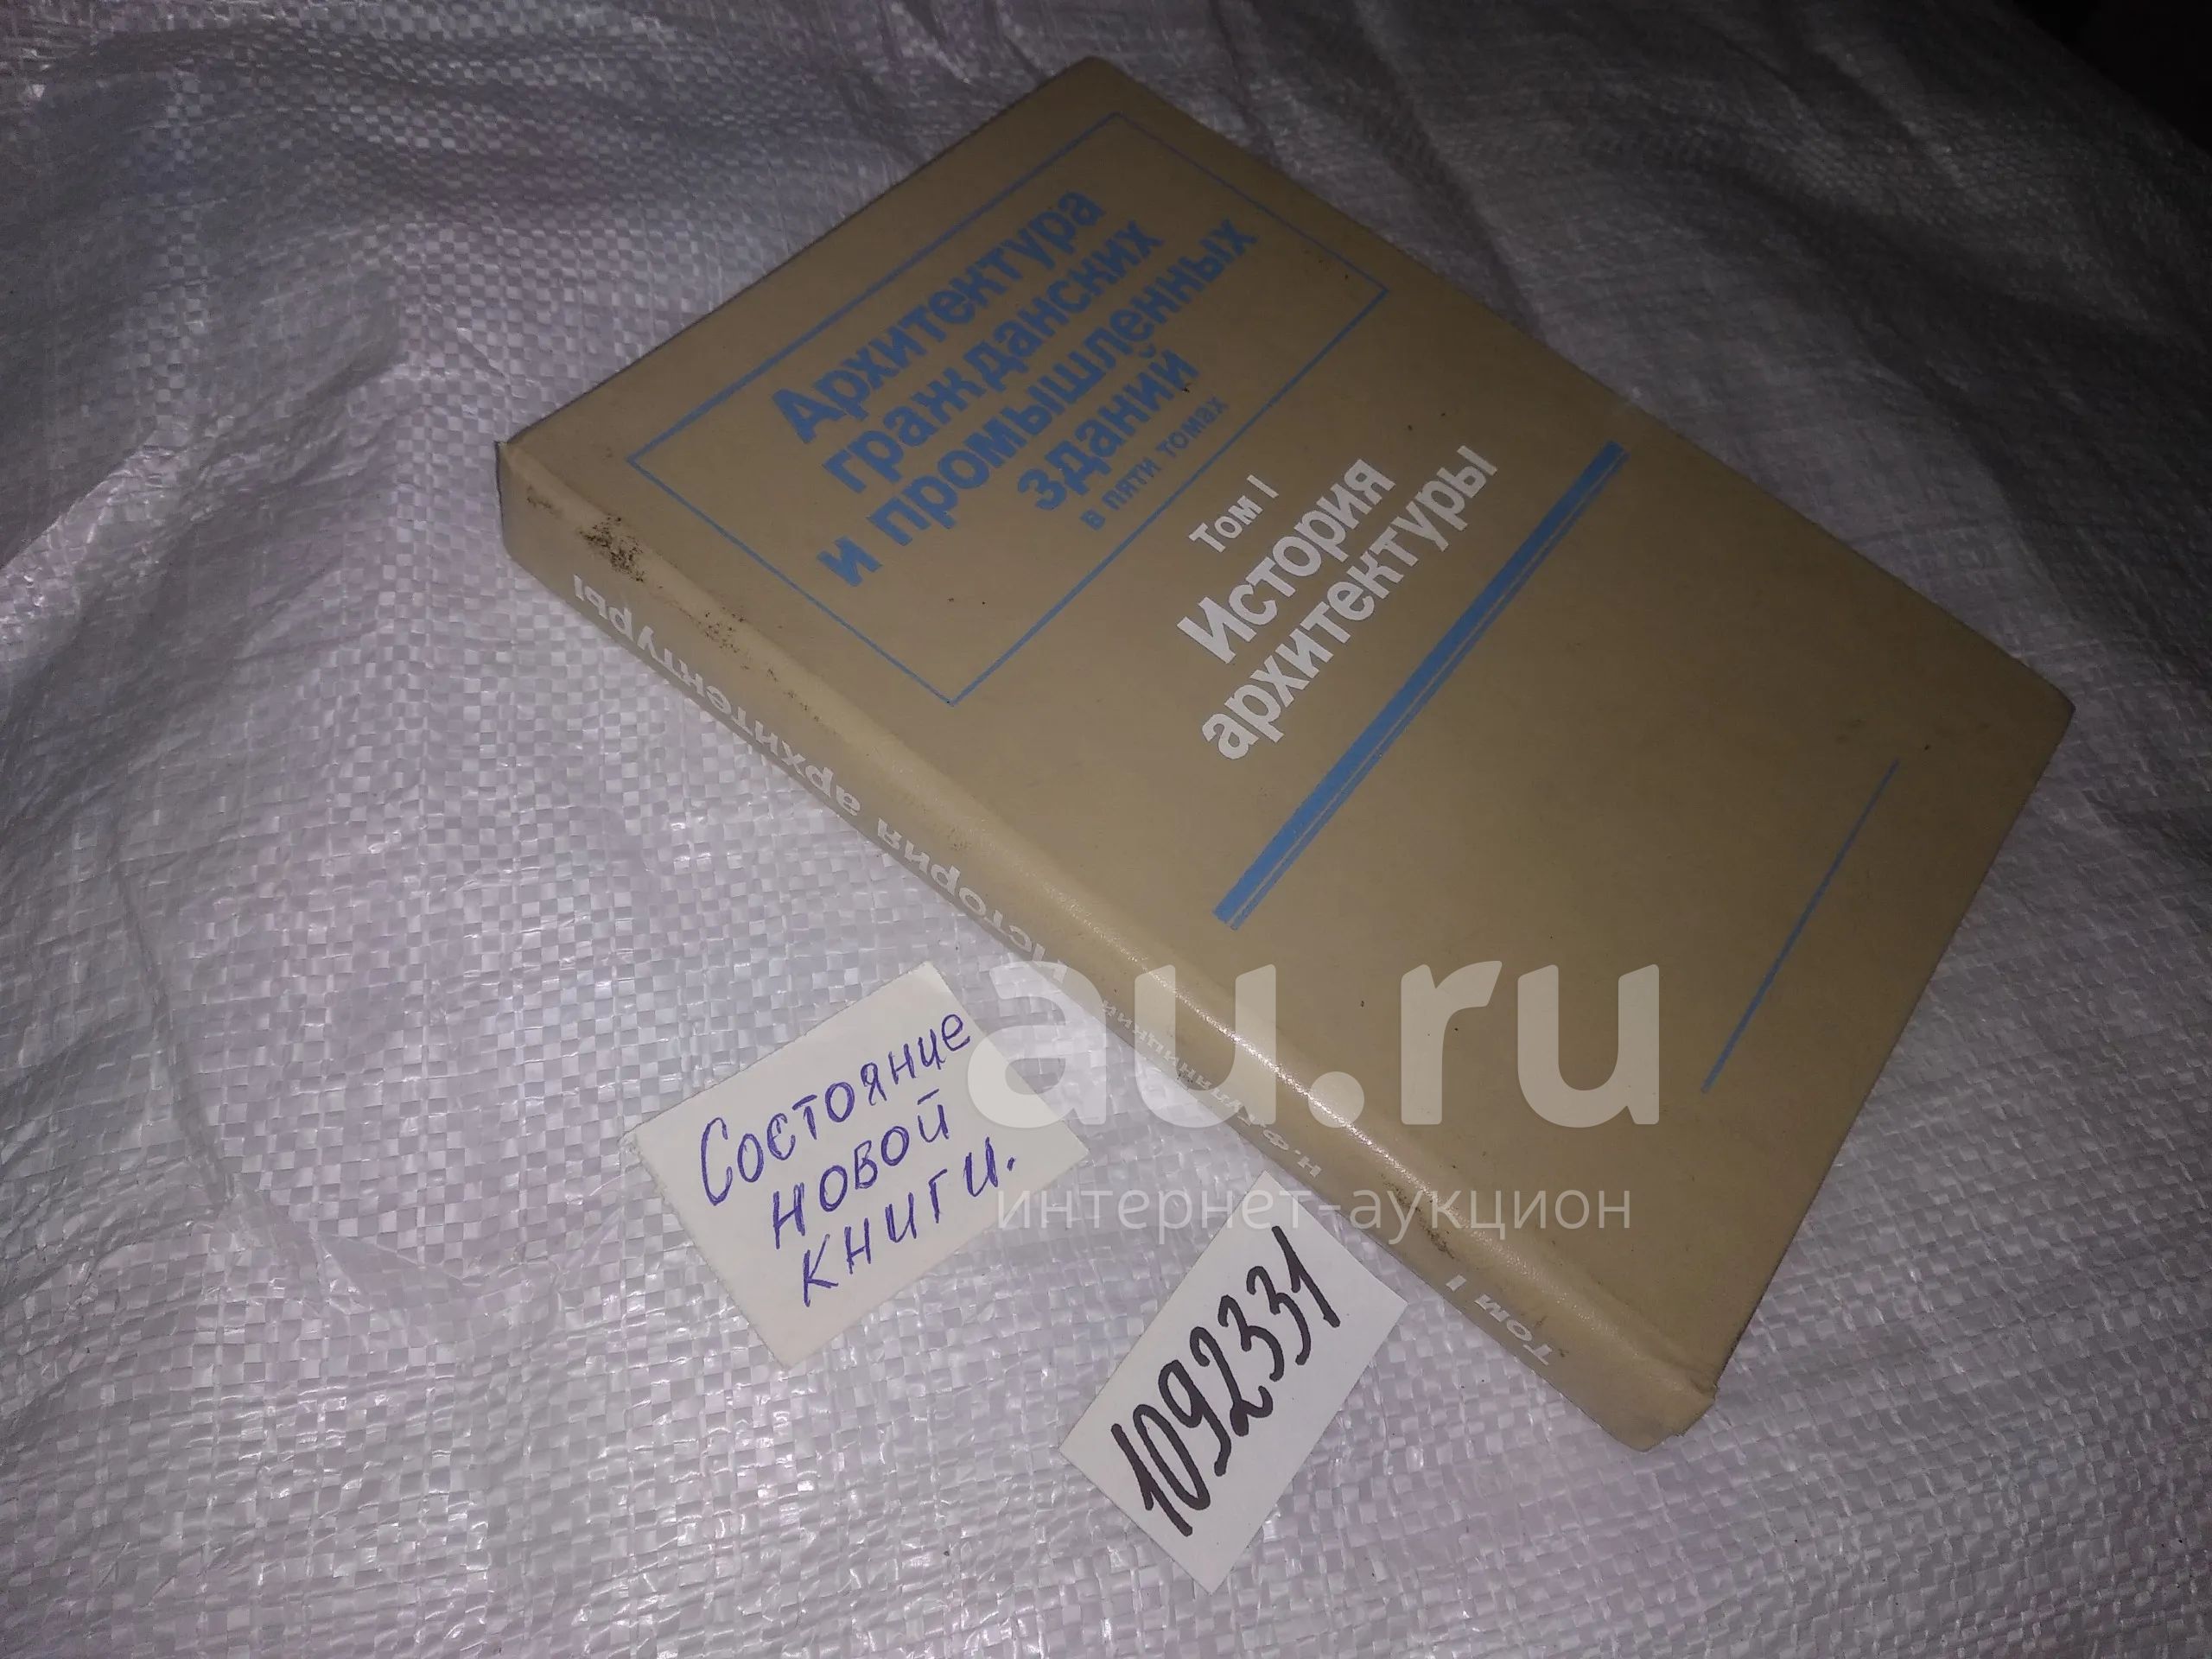 Архитектура
гражданских
и промышленных
зданий
в пяти томах
Том I
История
архитектуры
Том I
История архитектуры
Состояние
новой
книги.
1092331
au.ru
интернет-аукцион